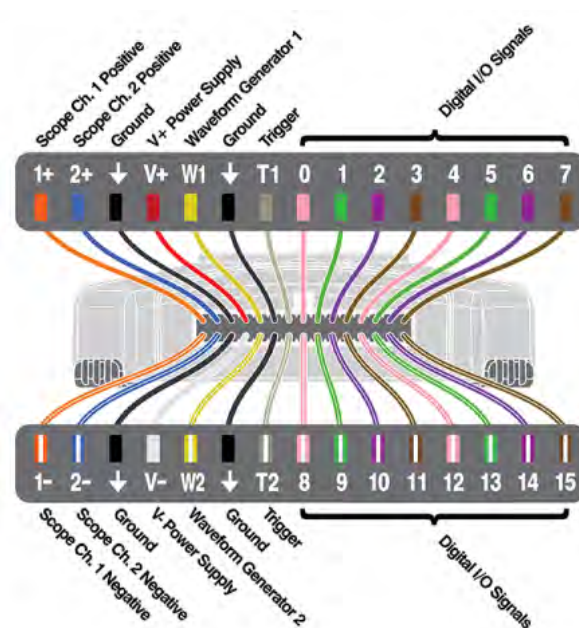 Scope Ch. 1 Positive
Scope Ch. 2 Positive
Ground
V+ Power Supply
Waveform Generator 1
Ground
Trigger
Digital I/O Signals
1+ 2+ V+ W1 T1 0 1 2 3 4 5 6 7
1- 2- V- W2 T2 8 9 10 11 12 13 14 15
Scope Ch. 1 Negative
Scope Ch. 2 Negative
Ground
V- Power Supply
Waveform Generator 2
Ground
Trigger
Digital I/O Signals